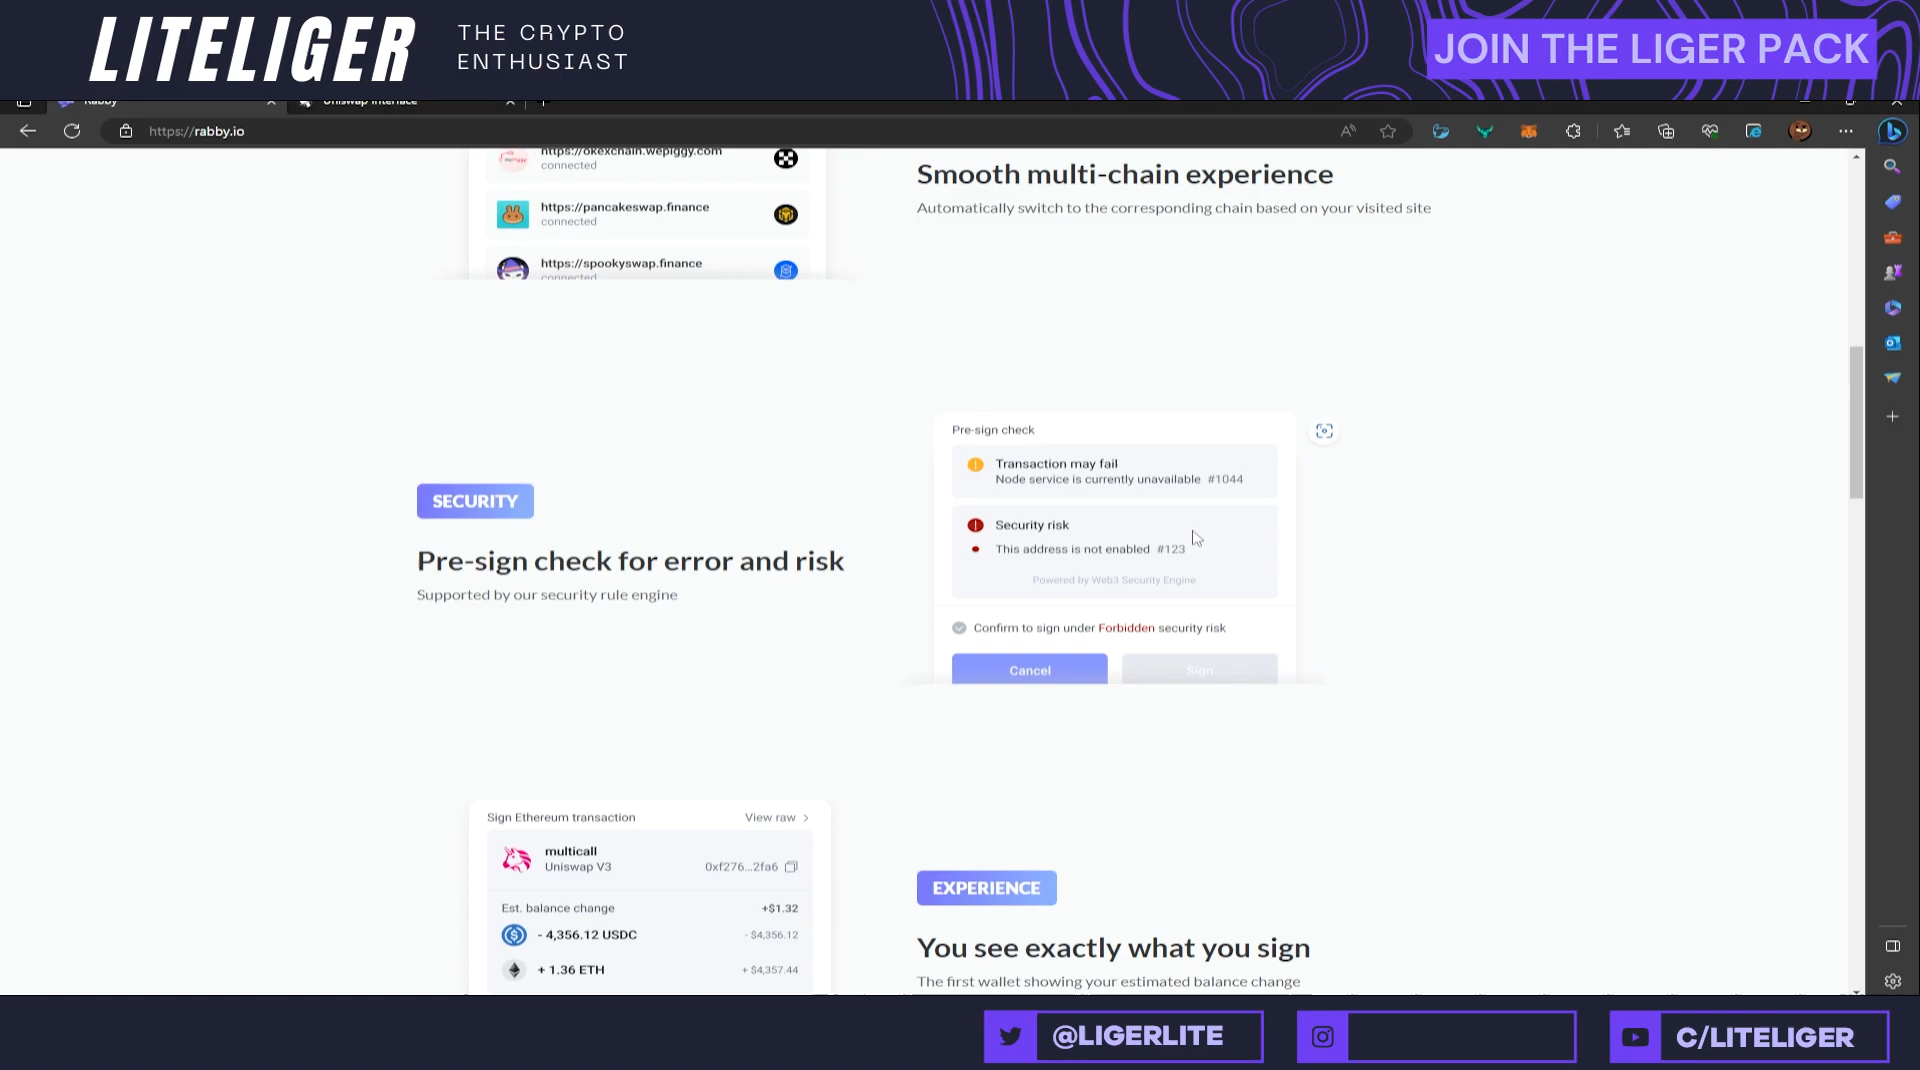 LITELIGER
THE CRYPTO
ENTHUSIAST
JOIN THE LIGER PACK
Rabby
Uniswap Interface
https://rabby.io
https://okexchain.wepiggy.com
connected
https://pancakeswap.finance
connected
https://spookyswap.finance
connected
Smooth multi-chain experience
Automatically switch to the corresponding chain based on your visited site
SECURITY
Pre-sign check for error and risk
Supported by our security rule engine
Pre-sign check
Transaction may fail
Node service is currently unavailable #1044
Security risk
This address is not enabled #123
Powered by Web3 Security Engine
Confirm to sign under Forbidden security risk
Cancel
Sign
Sign Ethereum transaction
View raw >
multicall
Uniswap V3
0xf276...2fa6
Est. balance change
+$1.32
- 4,356.12 USDC
- $4,356.12
+ 1.36 ETH
+ $4,357.44
EXPERIENCE
You see exactly what you sign
The first wallet showing your estimated balance change
@LIGERLITE
C/LITELIGER